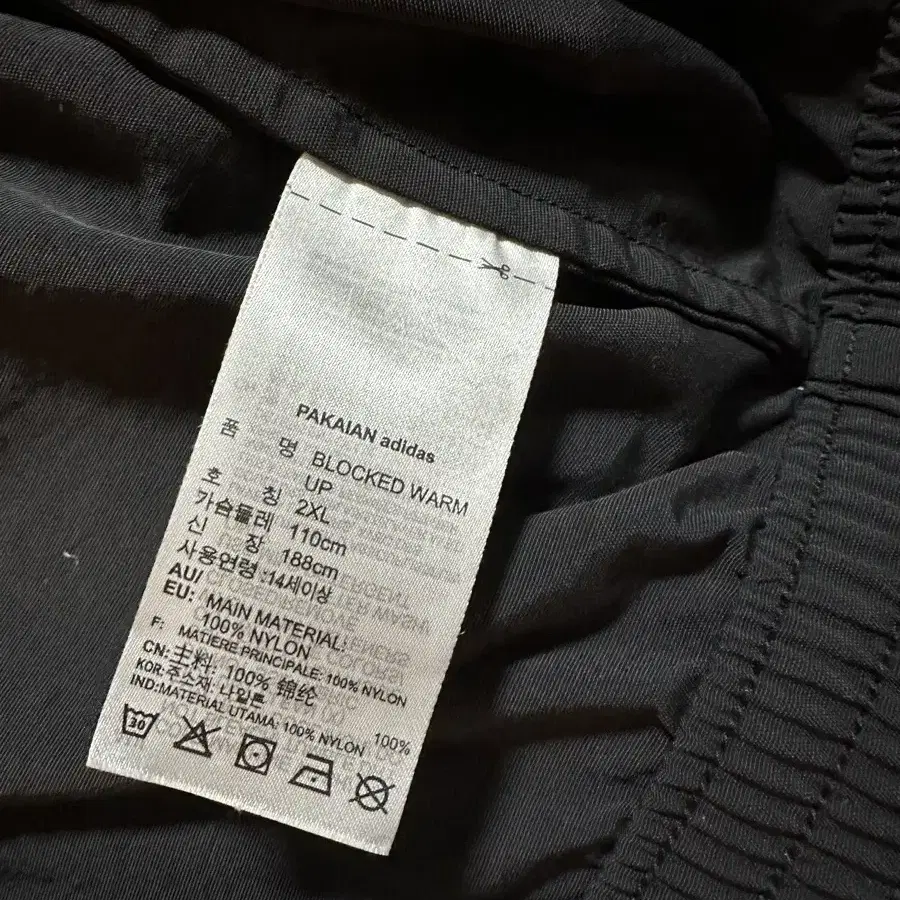 PAKAIAN adidas
품 명 BLOCKED WARM
UP
호 칭 2XL
가슴둘레 110cm
신 장 188cm
사용연령 :14세이상
AU/
EU: MAIN MATERIAL:
100% NYLON
F: MATIERE PRINCIPALE: 100% NYLON
CN: 主料: 100% 锦纶
KOR: 주소재: 나일론 100%
IND:MATERIAL UTAMA: 100% NYLON
30